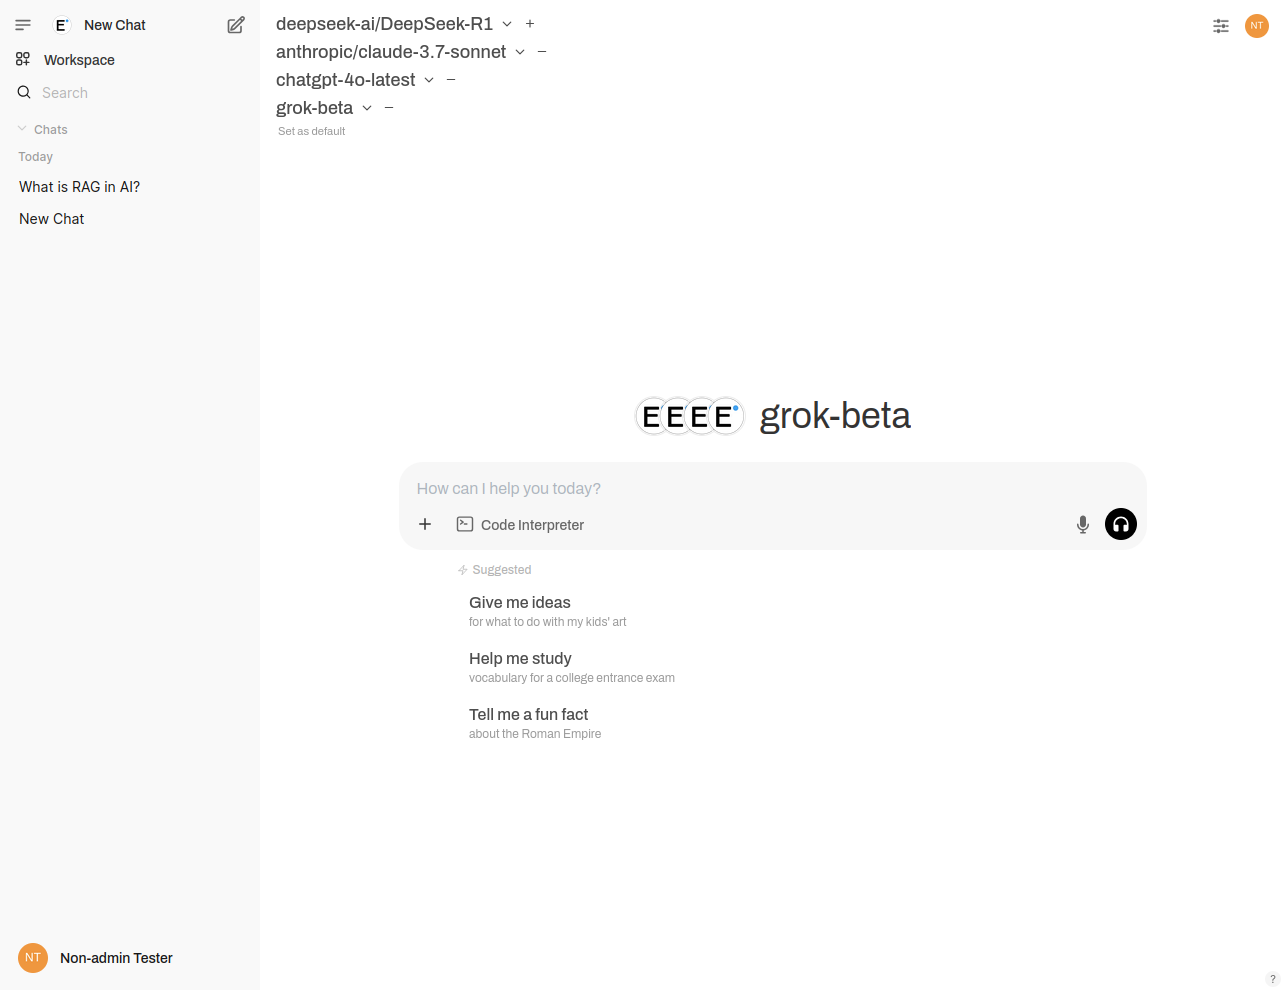 E New Chat
Workspace
Search
Chats
Today
What is RAG in AI?
New Chat
Non-admin Tester
NT
deepseek-ai/DeepSeek-R1
anthropic/claude-3.7-sonnet
chatgpt-4o-latest
grok-beta
Set as default
NT
E E E E grok-beta
How can I help you today?
Code Interpreter
Suggested
Give me ideas
for what to do with my kids' art
Help me study
vocabulary for a college entrance exam
Tell me a fun fact
about the Roman Empire
?